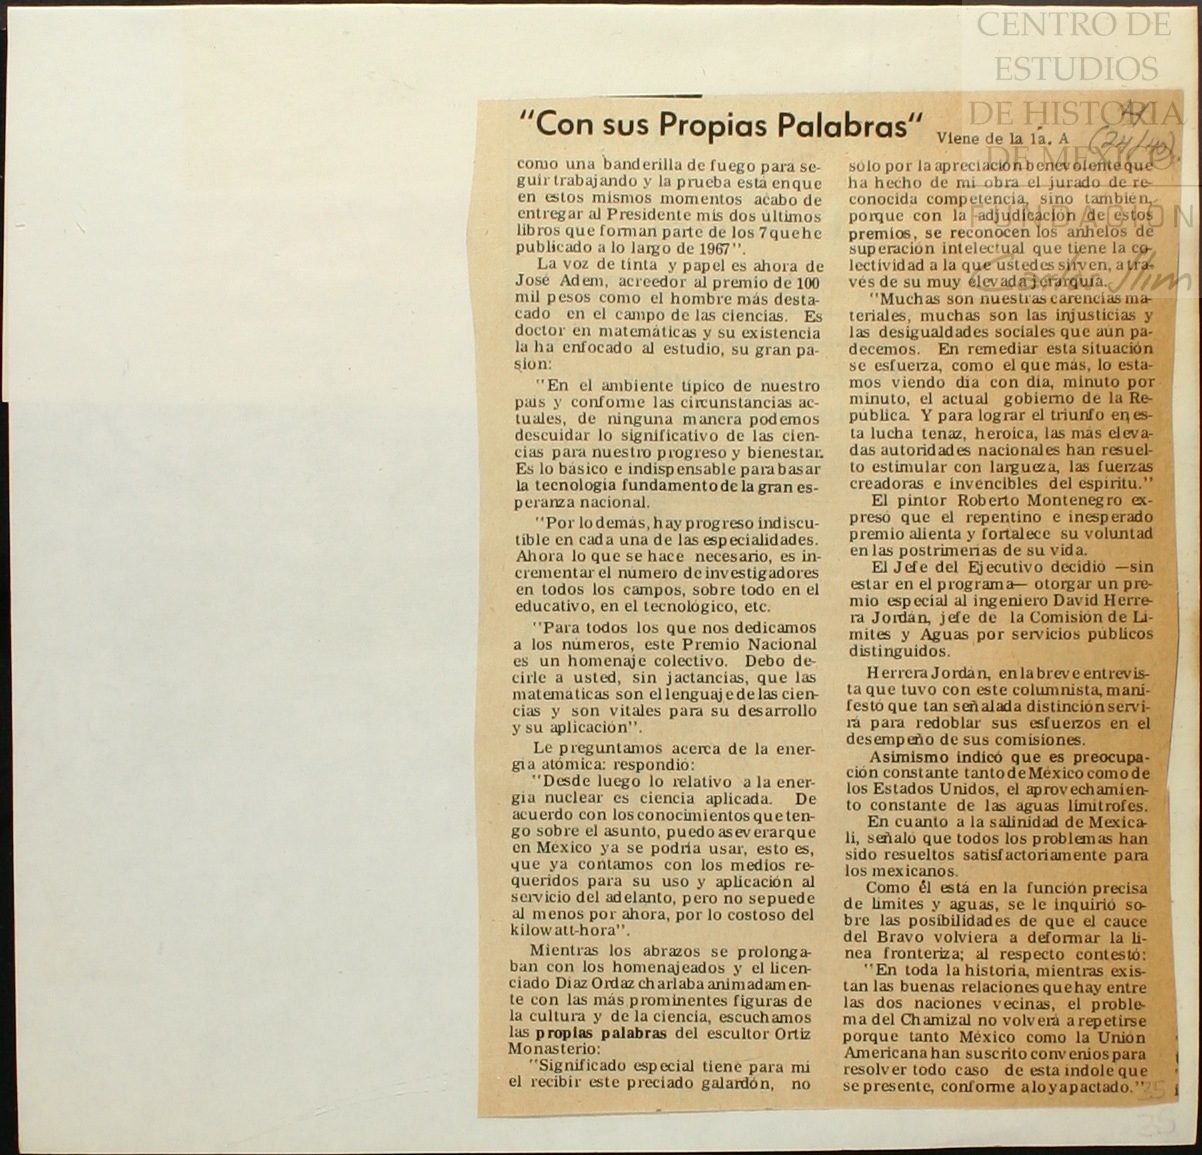 CENTRO DE
ESTUDIOS
DE HISTORIA
DE MÉXICO
FUNDACIÓN
Carlos Slim
"Con sus Propias Palabras"
Viene de la 1a. A
(24/40).
como una banderilla de fuego para se-
guir trabajando y la prueba está en que
en estos mismos momentos acabo de
entregar al Presidente mis dos últimos
libros que forman parte de los 7 que he
publicado a lo largo de 1967".
La voz de tinta y papel es ahora de
José Adem, acreedor al premio de 100
mil pesos como el hombre más desta-
cado en el campo de las ciencias. Es
doctor en matemáticas y su existencia
la ha enfocado al estudio, su gran pa-
sión:
"En el ambiente típico de nuestro
país y conforme las circunstancias ac-
tuales, de ninguna manera podemos
descuidar lo significativo de las cien-
cias para nuestro progreso y bienestar.
Es lo básico e indispensable para basar
la tecnología fundamento de la gran es-
peranza nacional.
"Por lo demás, hay progreso indiscu-
tible en cada una de las especialidades.
Ahora lo que se hace necesario, es in-
crementar el número de investigadores
en todos los campos, sobre todo en el
educativo, en el tecnológico, etc.
"Para todos los que nos dedicamos
a los números, este Premio Nacional
es un homenaje colectivo. Debo de-
cirle a usted, sin jactancias, que las
matemáticas son el lenguaje de las cien-
cias y son vitales para su desarrollo
y su aplicación".
Le preguntamos acerca de la ener-
gía atómica: respondió:
"Desde luego lo relativo a la ener-
gía nuclear es ciencia aplicada. De
acuerdo con los conocimientos que ten-
go sobre el asunto, puedo aseverar que
en México ya se podría usar, esto es,
que ya contamos con los medios re-
queridos para su uso y aplicación al
servicio del adelanto, pero no se puede
al menos por ahora, por lo costoso del
kilowatt-hora".
Mientras los abrazos se prolonga-
ban con los homenajeados y el licen-
ciado Díaz Ordaz charlaba animadamen-
te con las más prominentes figuras de
la cultura y de la ciencia, escuchamos
las propias palabras del escultor Ortiz
Monasterio:
"Significado especial tiene para mí
el recibir este preciado galardón, no
sólo por la apreciación benevolente que
ha hecho de mi obra el jurado de re-
conocida competencia, sino también,
porque con la adjudicación de estos
premios, se reconocen los anhelos de
superación intelectual que tiene la co-
lectividad a la que ustedes sirven, a tra-
vés de su muy elevada jerarquía.
"Muchas son nuestras carencias ma-
teriales, muchas son las injusticias y
las desigualdades sociales que aún pa-
decemos. En remediar esta situación
se esfuerza, como el que más, lo esta-
mos viendo día con día, minuto por
minuto, el actual gobierno de la Re-
pública. Y para lograr el triunfo en es-
ta lucha tenaz, heroica, las más eleva-
das autoridades nacionales han resuel-
to estimular con largueza, las fuerzas
creadoras e invencibles del espíritu."
El pintor Roberto Montenegro ex-
presó que el repentino e inesperado
premio alienta y fortalece su voluntad
en las postrimerías de su vida.
El Jefe del Ejecutivo decidió —sin
estar en el programa— otorgar un pre-
mio especial al ingeniero David Herre-
ra Jordán, jefe de la Comisión de Lí-
mites y Aguas por servicios públicos
distinguidos.
Herrera Jordán, en la breve entrevis-
ta que tuvo con este columnista, mani-
festó que tan señalada distinción servi-
rá para redoblar sus esfuerzos en el
desempeño de sus comisiones.
Asimismo indicó que es preocupa-
ción constante tanto de México como de
los Estados Unidos, el aprovechamien-
to constante de las aguas limítrofes.
En cuanto a la salinidad de Mexica-
li, señaló que todos los problemas han
sido resueltos satisfactoriamente para
los mexicanos.
Como él está en la función precisa
de límites y aguas, se le inquirió so-
bre las posibilidades de que el cauce
del Bravo volviera a deformar la lí-
nea fronteriza; al respecto contestó:
"En toda la historia, mientras exis-
tan las buenas relaciones que hay entre
las dos naciones vecinas, el proble-
ma del Chamizal no volverá a repetirse
porque tanto México como la Unión
Americana han suscrito convenios para
resolver todo caso de esta índole que
se presente, conforme a lo ya pactado."
35
35